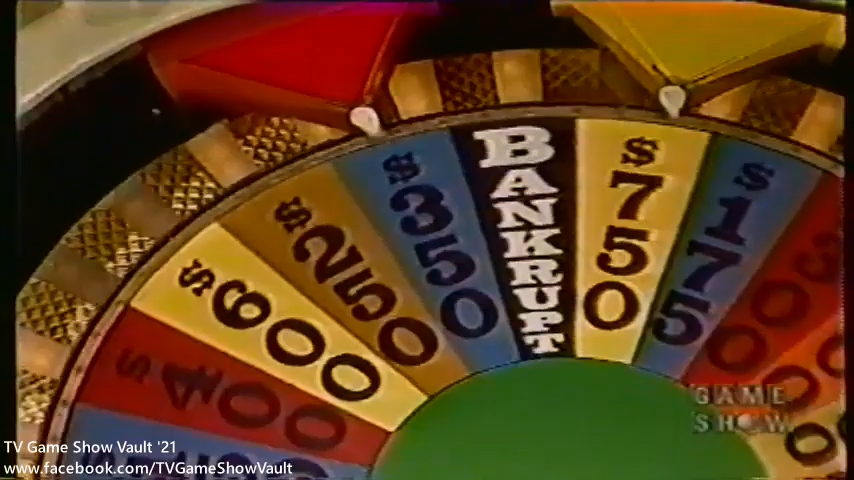 $400
$600
$250
$350
BANKRUPT
$750
$175
GAME
SHOW
TV Game Show Vault '21
www.facebook.com/TVGameShowVault